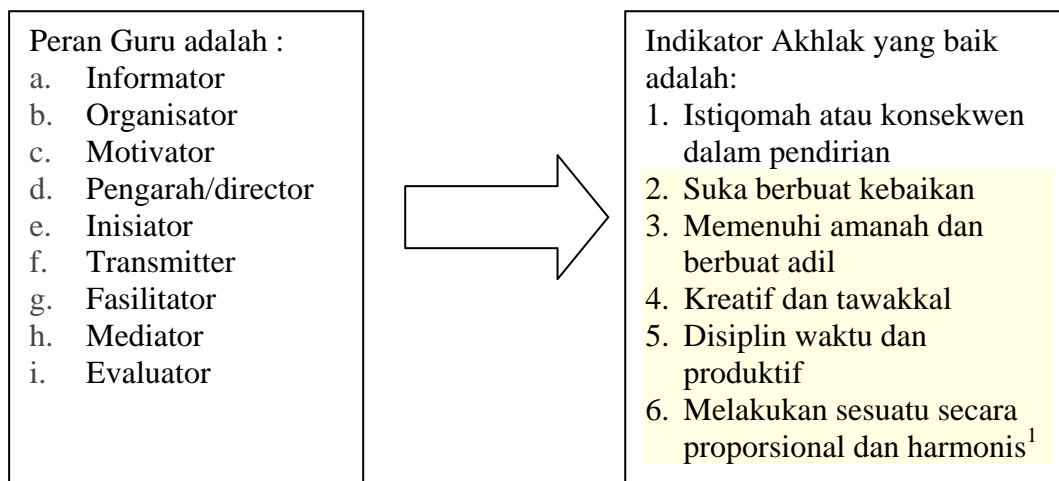 Peran Guru adalah :
a. Informator
b. Organisator
c. Motivator
d. Pengarah/director
e. Inisiator
f. Transmitter
g. Fasilitator
h. Mediator
i. Evaluator
Indikator Akhlak yang baik
adalah:
1. Istiqomah atau konsekwen
dalam pendirian
2. Suka berbuat kebaikan
3. Memenuhi amanah dan
berbuat adil
4. Kreatif dan tawakkal
5. Disiplin waktu dan
produktif
6. Melakukan sesuatu secara
proporsional dan harmonis¹